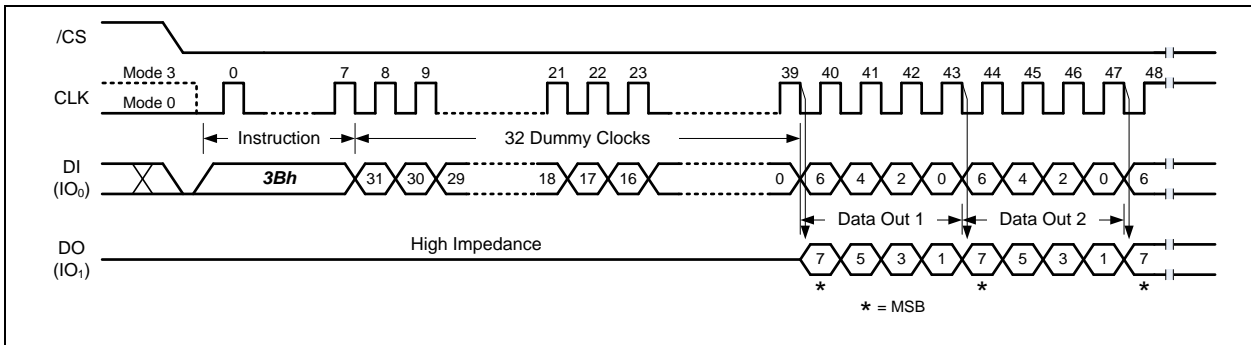 /CS
Mode 3 0 7 8 9 21 22 23 39 40 41 42 43 44 45 46 47 48
CLK
Mode 0
Instruction 32 Dummy Clocks
DI
(IO0)
3Bh 31 30 29 18 17 16 0 6 4 2 0 6 4 2 0 6
Data Out 1 Data Out 2
DO
(IO1)
High Impedance
7 5 3 1 7 5 3 1 7
* * *
* = MSB